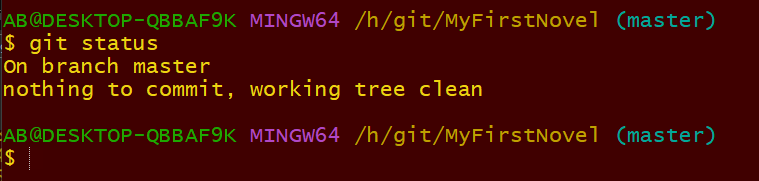 AB@DESKTOP-QBBAF9K MINGW64 /h/git/MyFirstNovel (master)
$ git status
On branch master
nothing to commit, working tree clean
AB@DESKTOP-QBBAF9K MINGW64 /h/git/MyFirstNovel (master)
$